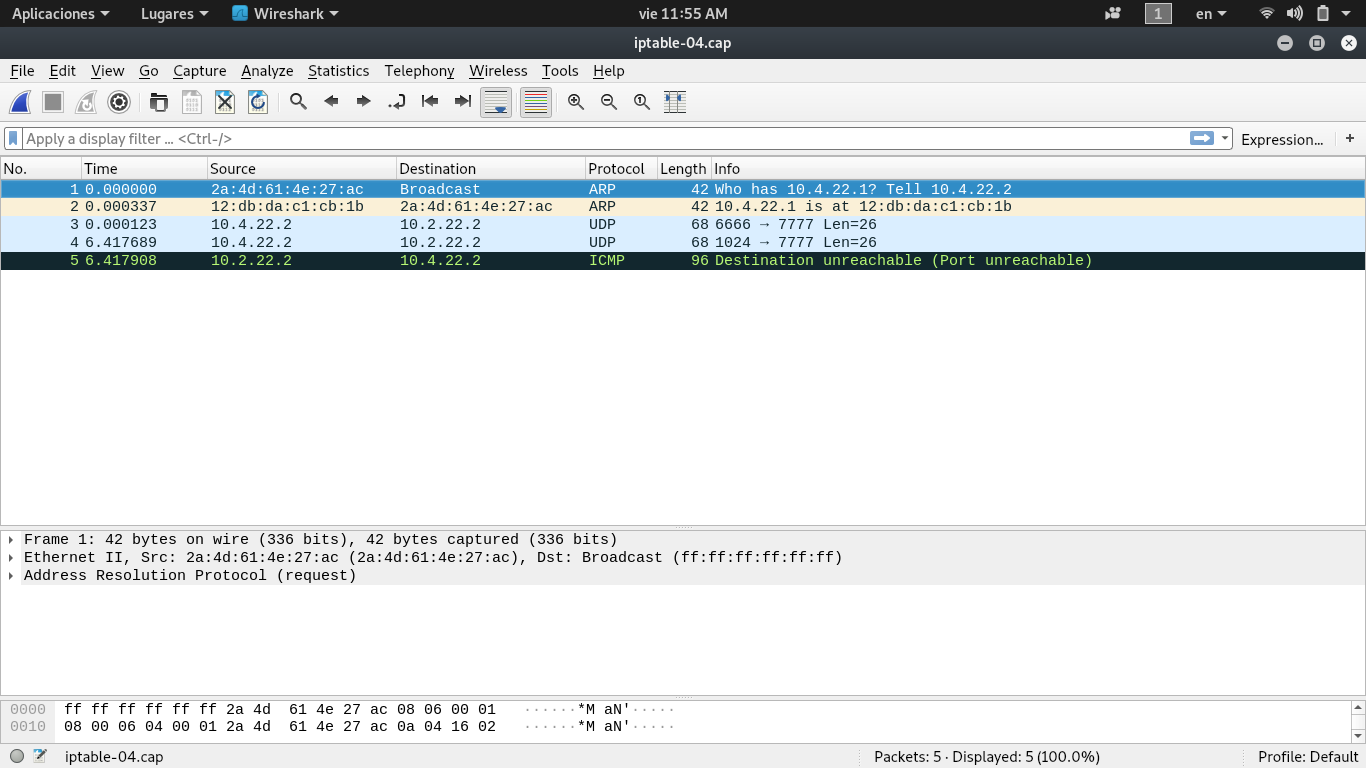 Aplicaciones Lugares Wireshark vie 11:55 AM 1 en
iptable-04.cap
File Edit View Go Capture Analyze Statistics Telephony Wireless Tools Help
Apply a display filter ... <Ctrl-/> Expression... +
No. Time Source Destination Protocol Length Info
1 0.000000 2a:4d:61:4e:27:ac Broadcast ARP 42 Who has 10.4.22.1? Tell 10.4.22.2
2 0.000337 12:db:da:c1:cb:1b 2a:4d:61:4e:27:ac ARP 42 10.4.22.1 is at 12:db:da:c1:cb:1b
3 0.000123 10.4.22.2 10.2.22.2 UDP 68 6666 → 7777 Len=26
4 6.417689 10.4.22.2 10.2.22.2 UDP 68 1024 → 7777 Len=26
5 6.417908 10.2.22.2 10.4.22.2 ICMP 96 Destination unreachable (Port unreachable)
Frame 1: 42 bytes on wire (336 bits), 42 bytes captured (336 bits)
Ethernet II, Src: 2a:4d:61:4e:27:ac (2a:4d:61:4e:27:ac), Dst: Broadcast (ff:ff:ff:ff:ff:ff)
Address Resolution Protocol (request)
0000 ff ff ff ff ff ff 2a 4d 61 4e 27 ac 08 06 00 01 ······*M aN'·····
0010 08 00 06 04 00 01 2a 4d 61 4e 27 ac 0a 04 16 02 ······*M aN'·····
iptable-04.cap Packets: 5 · Displayed: 5 (100.0%) Profile: Default